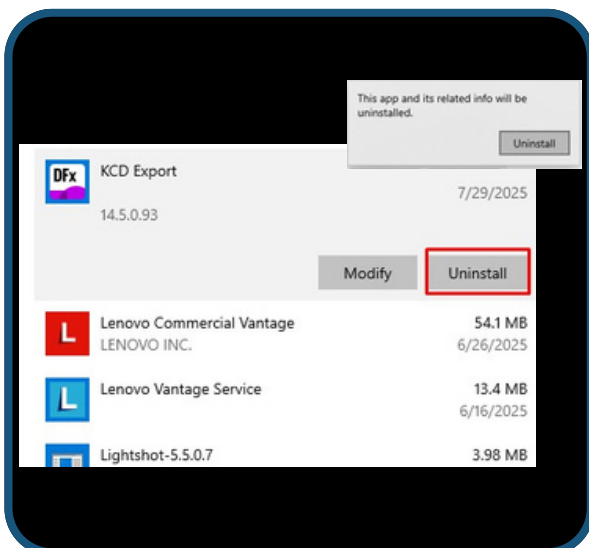 This app and its related info will be
uninstalled.
Uninstall
DFx
KCD Export
7/29/2025
14.5.0.93
Modify
Uninstall
L
Lenovo Commercial Vantage
54.1 MB
LENOVO INC.
6/26/2025
L
Lenovo Vantage Service
13.4 MB
6/16/2025
Lightshot-5.5.0.7
3.98 MB